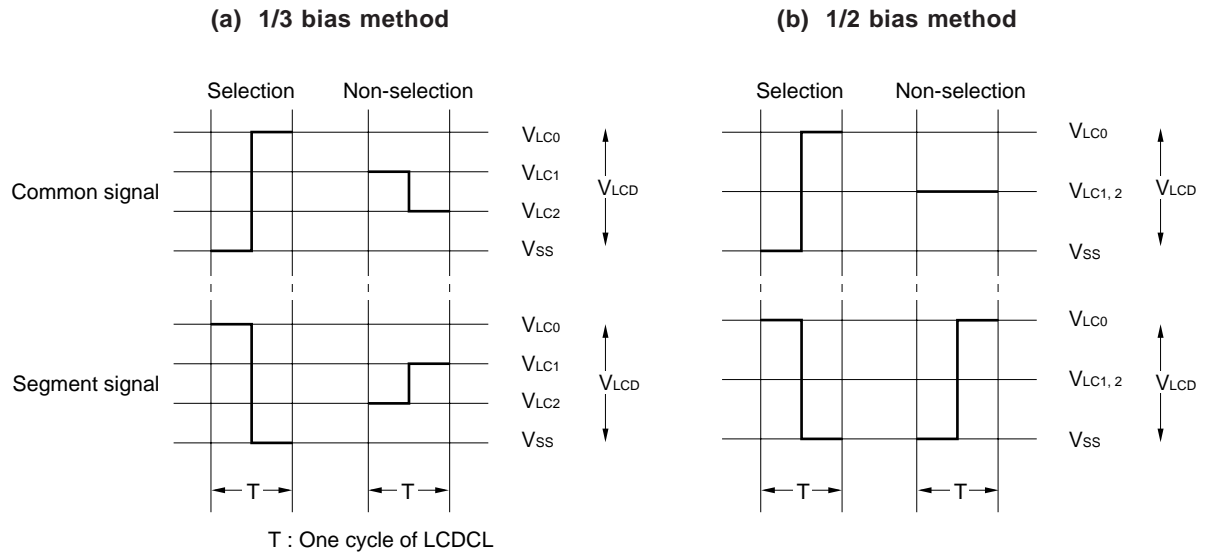 (a) 1/3 bias method
Selection Non-selection
Common signal
VLC0
VLC1
VLC2
VSS
VLCD
Segment signal
VLC0
VLC1
VLC2
VSS
VLCD
T T
(b) 1/2 bias method
Selection Non-selection
VLC0
VLC1, 2
VSS
VLCD
VLC0
VLC1, 2
VSS
VLCD
T T
T : One cycle of LCDCL